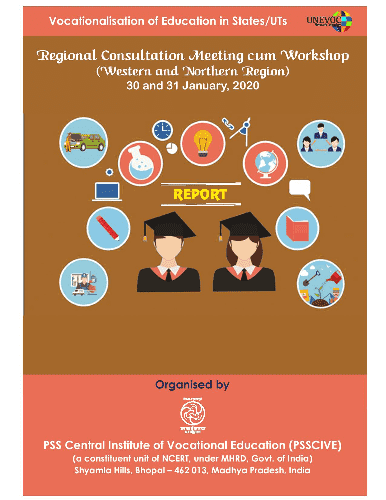 Vocationalisation of Education in States/UTs
UNEVOC
Regional Consultation Meeting cum Workshop
(Western and Northern Region)
30 and 31 January, 2020
REPORT
Organised by
PSS Central Institute of Vocational Education (PSSCIVE)
(a constituent unit of NCERT, under MHRD, Govt. of India)
Shyamla Hills, Bhopal – 462 013, Madhya Pradesh, India